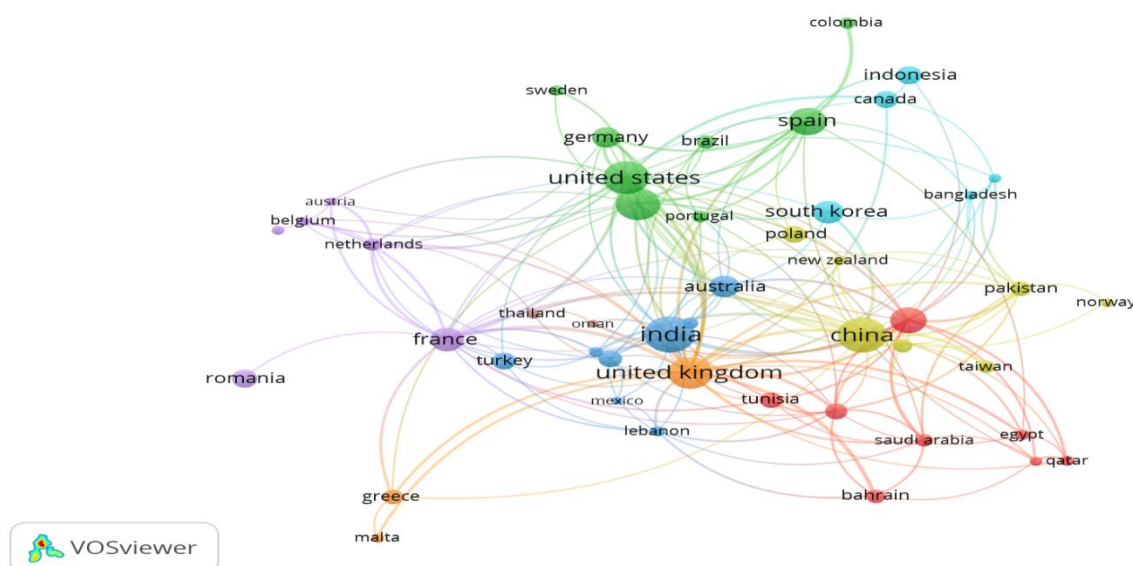 colombia
indonesia
canada
sweden
spain
germany
brazil
united states
bangladesh
austria
south korea
portugal
belgium
poland
netherlands
new zealand
australia
pakistan
norway
thailand
oman
india
china
france
turkey
taiwan
united kingdom
romania
mexico
tunisia
lebanon
saudi arabia
egypt
qatar
greece
bahrain
malta
VOSviewer